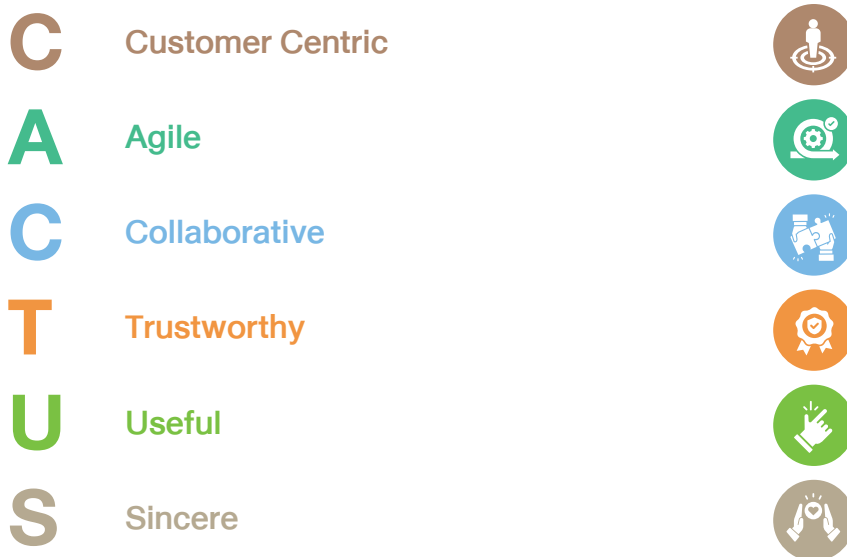 C Customer Centric
A Agile
C Collaborative
T Trustworthy
U Useful
S Sincere